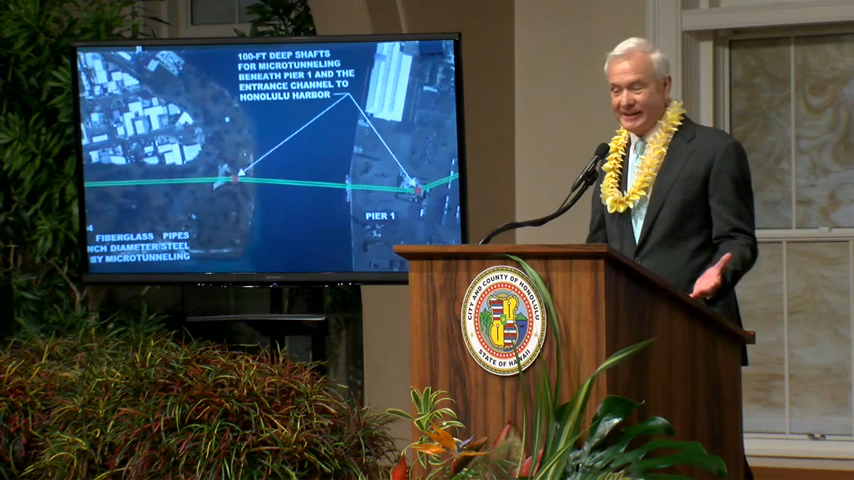 100-FT DEEP SHAFTS
FOR MICROTUNNELING
BENEATH PIER 1 AND THE
ENTRANCE CHANNEL TO
HONOLULU HARBOR
PIER 1
4
FIBERGLASS PIPES
NCH DIAMETER STEEL
BY MICROTUNNELING
CITY AND COUNTY OF HONOLULU
STATE OF HAWAII